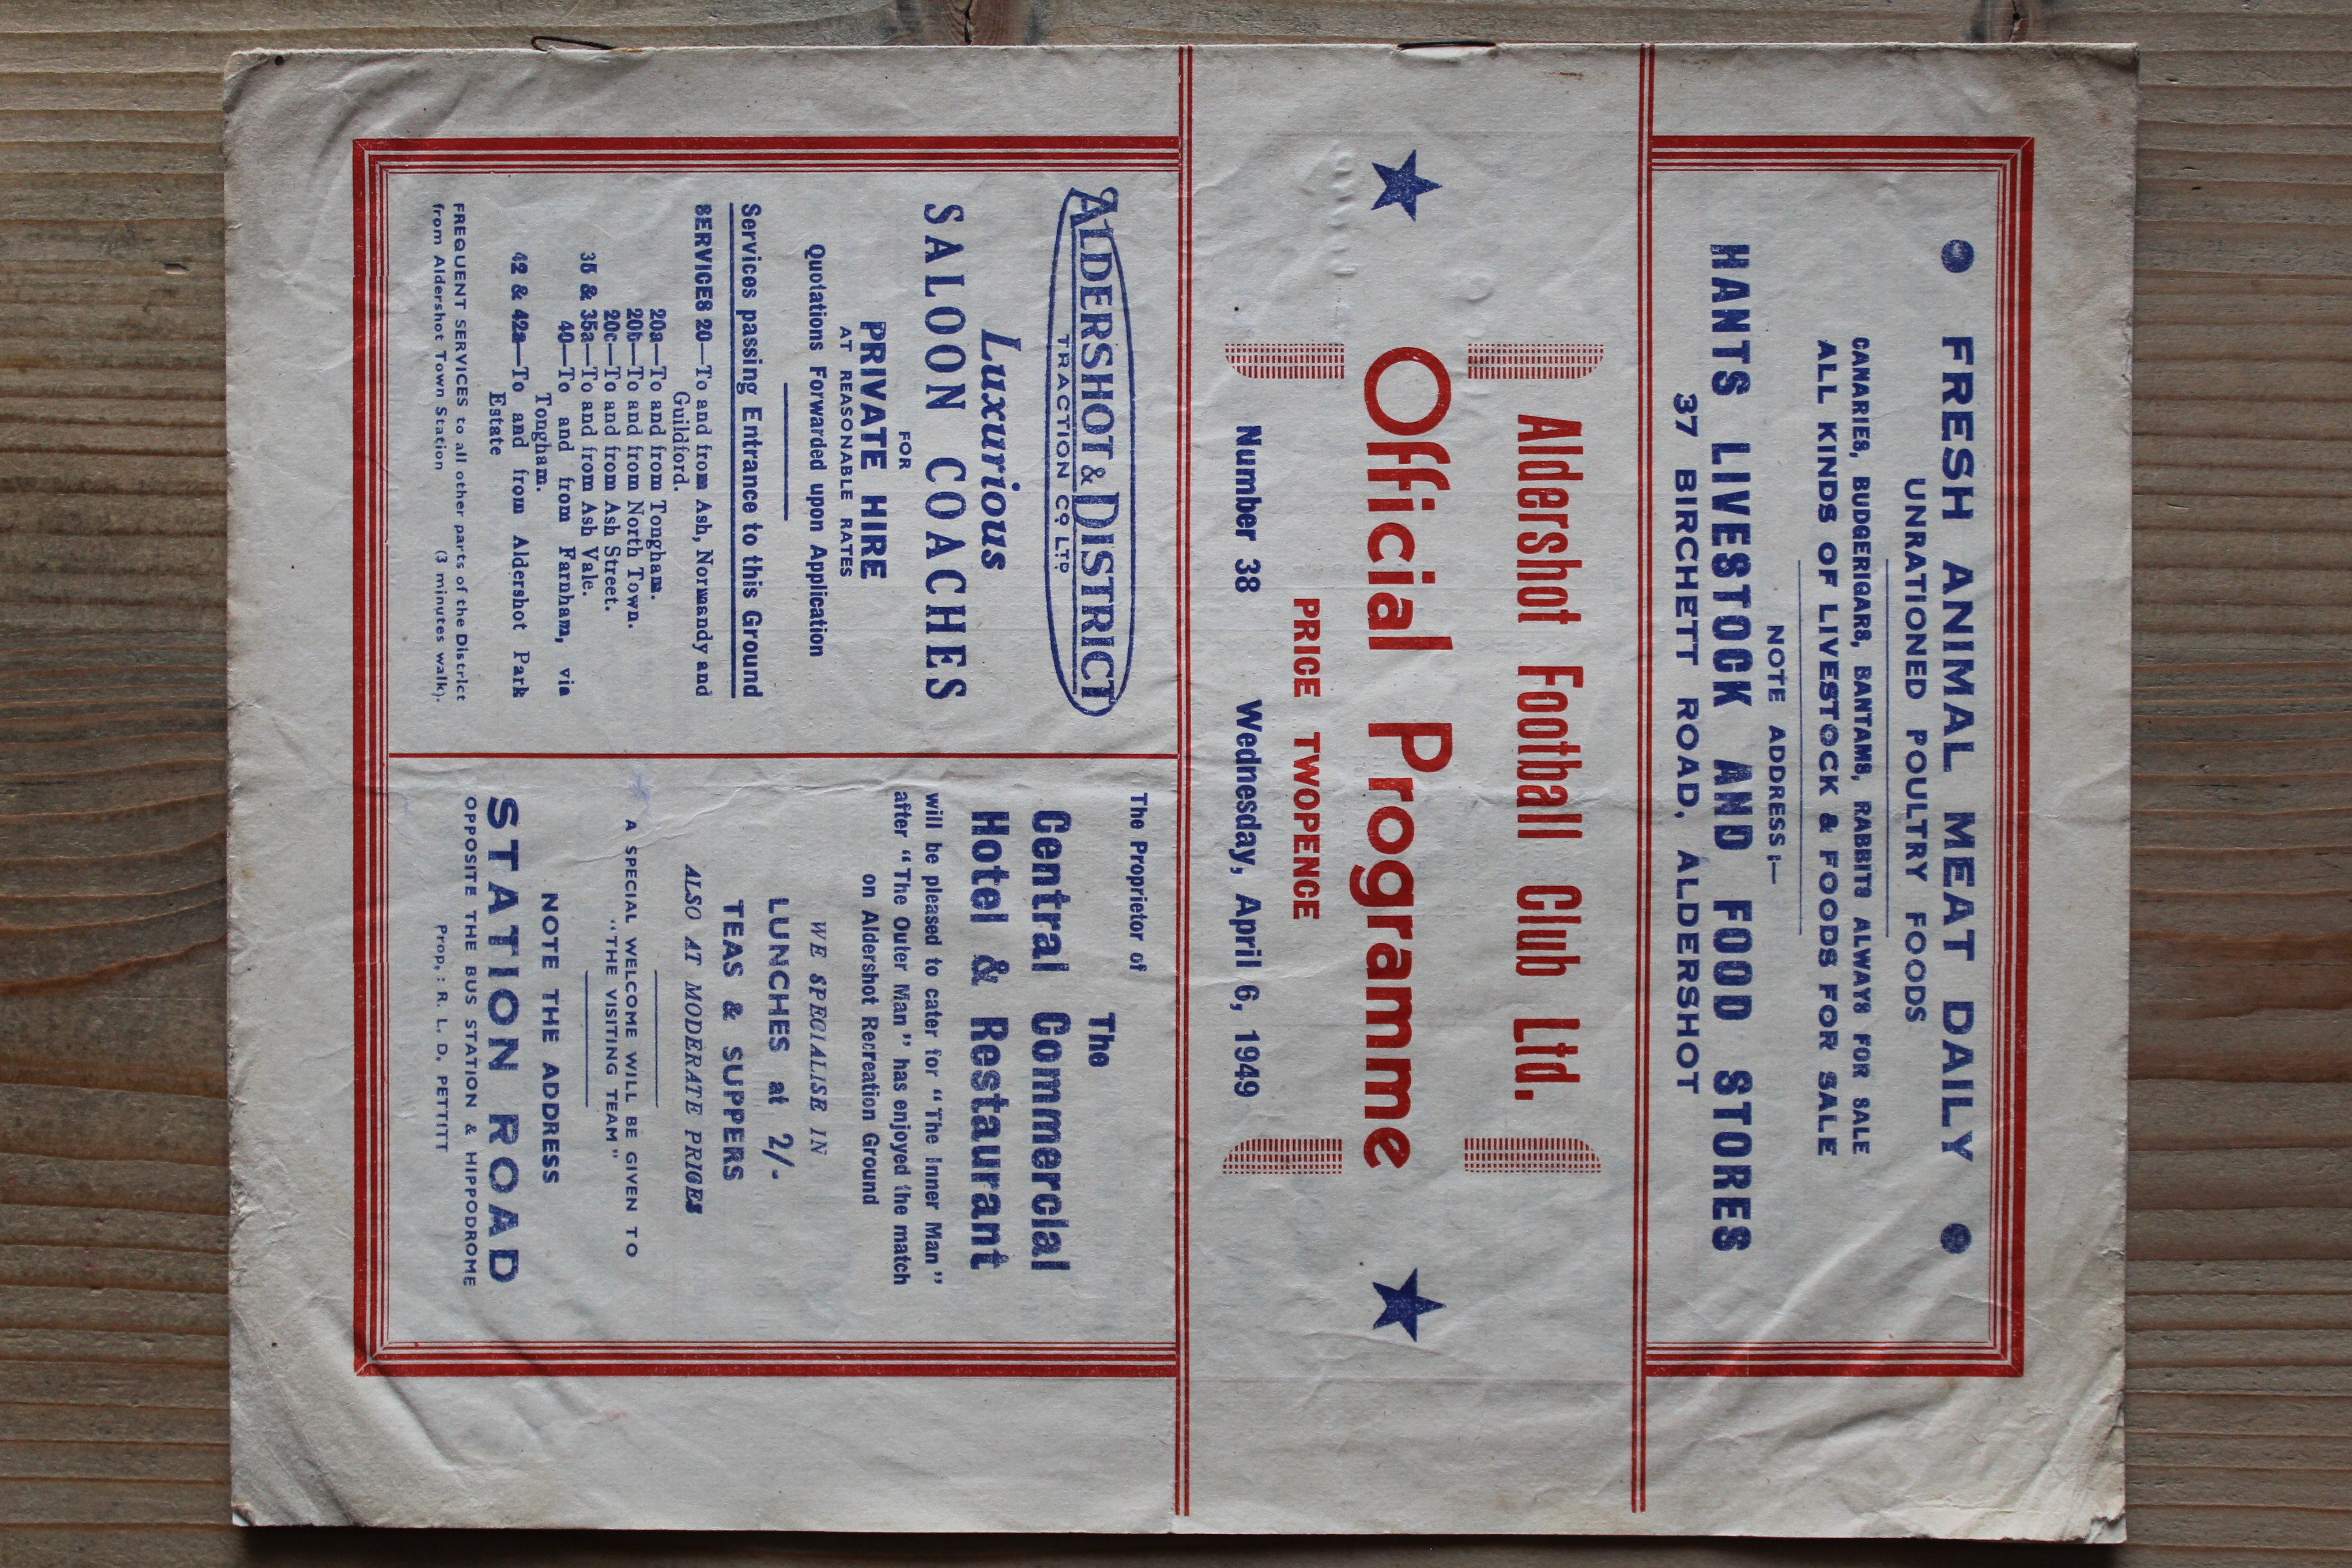 ● FRESH ANIMAL MEAT DAILY ●
UNRATIONED POULTRY FOODS
CANARIES, BUDGERIGARS, BANTAMS, RABBITS ALWAYS FOR SALE
ALL KINDS OF LIVESTOCK & FOODS FOR SALE
NOTE ADDRESS;—
HANTS LIVESTOCK AND FOOD STORES
37 BIRCHETT ROAD, ALDERSHOT
Aldershot Football Club Ltd.
★ Official Programme ★
PRICE TWOPENCE
Number 38 Wednesday, April 6, 1949
ALDERSHOT & DISTRICT
TRACTION CO LTD
Luxurious
SALOON COACHES
FOR
PRIVATE HIRE
AT REASONABLE RATES
Quotations Forwarded upon Application
Services passing Entrance to this Ground
SERVICES 20—To and from Ash, Normandy and
Guildford.
20a—To and from Tongham.
20b—To and from North Town.
20c—To and from Ash Street.
35 & 35a—To and from Ash Vale.
40—To and from Farnham, via
Tongham.
42 & 42a—To and from Aldershot Park
Estate
FREQUENT SERVICES to all other parts of the District
from Aldershot Town Station (3 minutes walk).
The Proprietor of
The
Central Commercial
Hotel & Restaurant
will be pleased to cater for "The Inner Man"
after "The Outer Man" has enjoyed the match
on Aldershot Recreation Ground
WE SPECIALISE IN
LUNCHES at 2/-
TEAS & SUPPERS
ALSO AT MODERATE PRICES
A SPECIAL WELCOME WILL BE GIVEN TO
"THE VISITING TEAM"
NOTE THE ADDRESS
STATION ROAD
OPPOSITE THE BUS STATION & HIPPODROME
Prop, : R. L. D. PETTITT